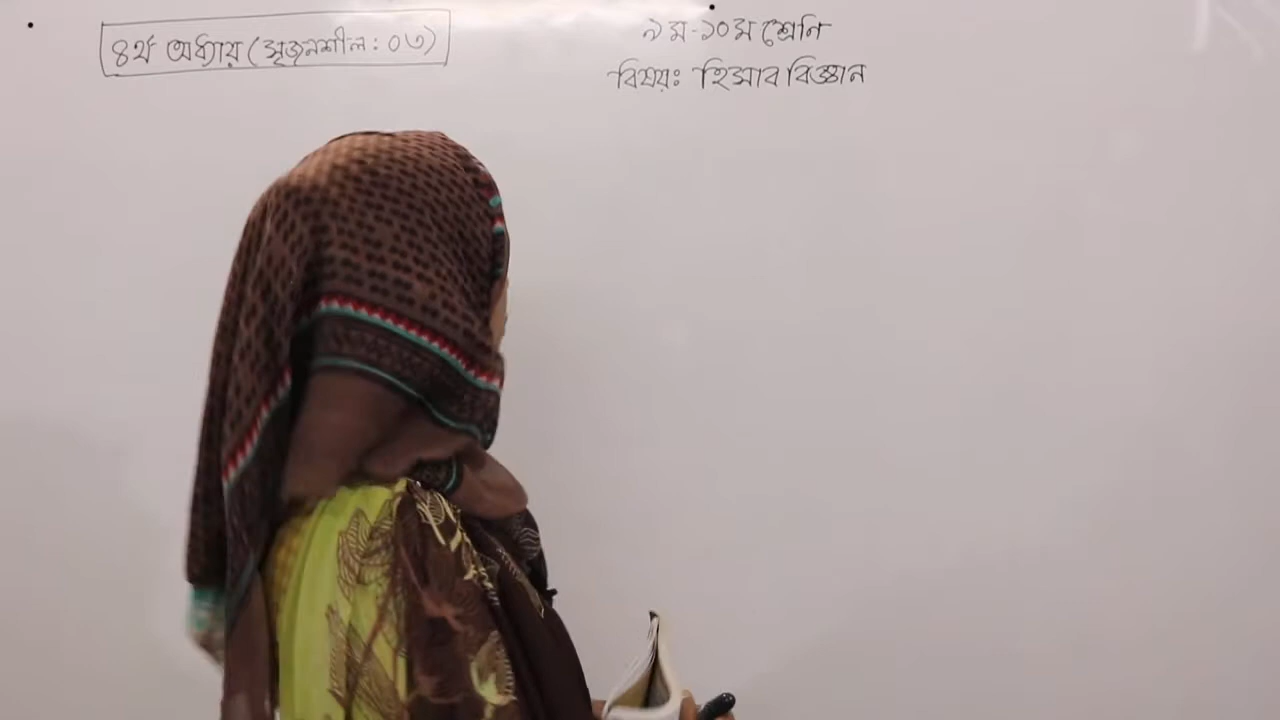 ৪র্থ অধ্যায় (সৃজনশীল : ০৩)
৯ম-১০ম শ্রেনি
বিষয়ঃ হিসাব বিজ্ঞান